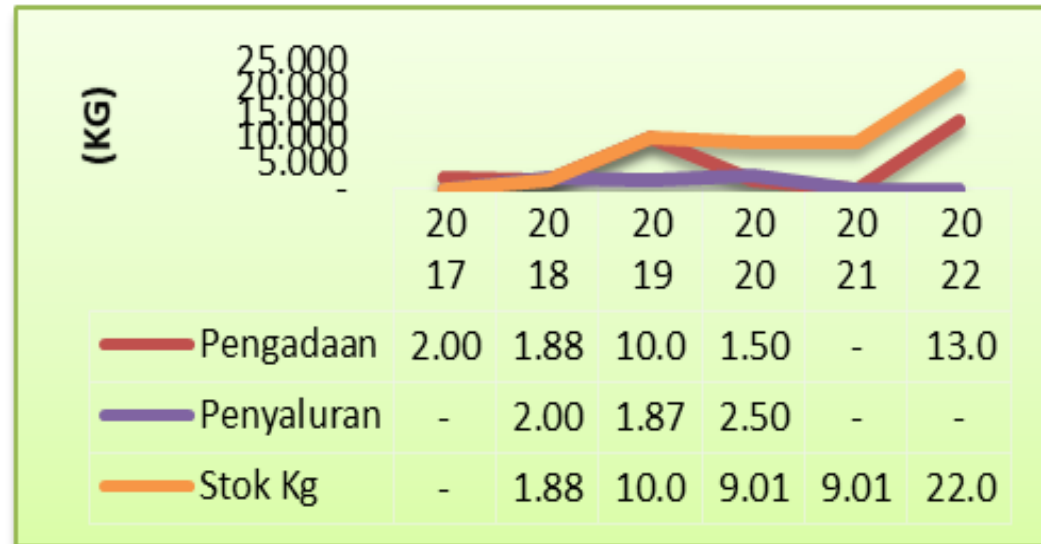 (KG)
25.000
20.000
15.000
10.000
5.000
-
20 20 20 20 20 20
17 18 19 20 21 22
Pengadaan 2.00 1.88 10.0 1.50 - 13.0
Penyaluran - 2.00 1.87 2.50 - -
Stok Kg - 1.88 10.0 9.01 9.01 22.0